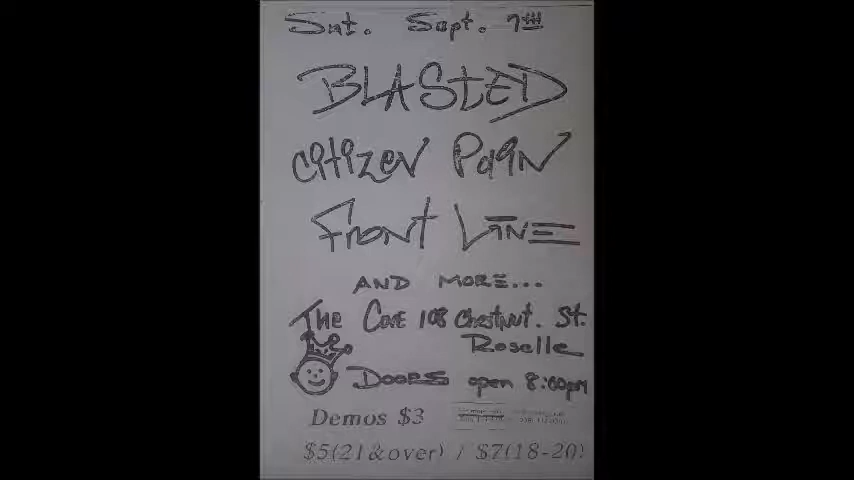 Sat. Sept. 7th
BLASTED
Citizen Pain
Front Line
AND MORE...
The Cove 108 Chestnut. St.
Roselle
Doors open 8:00pm
Demos $3
$5(21&over) / $7(18-20)